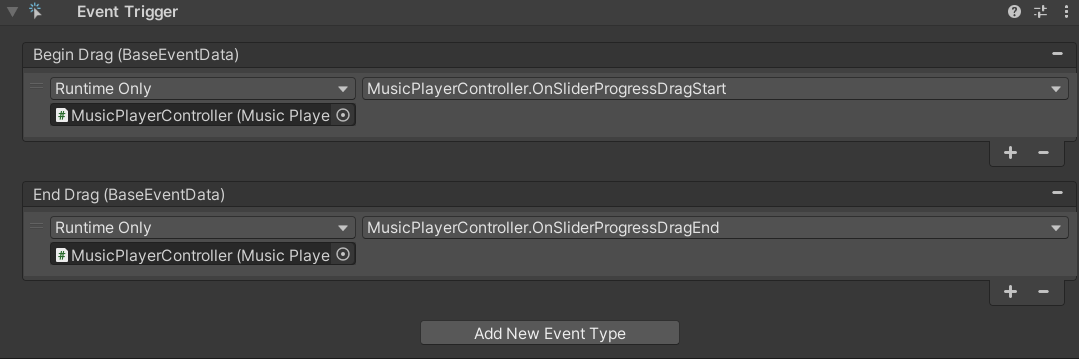 Event Trigger
Begin Drag (BaseEventData)
Runtime Only MusicPlayerController.OnSliderProgressDragStart
MusicPlayerController (Music Playe
End Drag (BaseEventData)
Runtime Only MusicPlayerController.OnSliderProgressDragEnd
MusicPlayerController (Music Playe
Add New Event Type